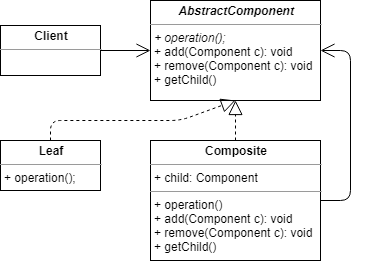 Client
AbstractComponent
+ operation();
+ add(Component c): void
+ remove(Component c): void
+ getChild()
Leaf
+ operation();
Composite
+ child: Component
+ operation()
+ add(Component c): void
+ remove(Component c): void
+ getChild()